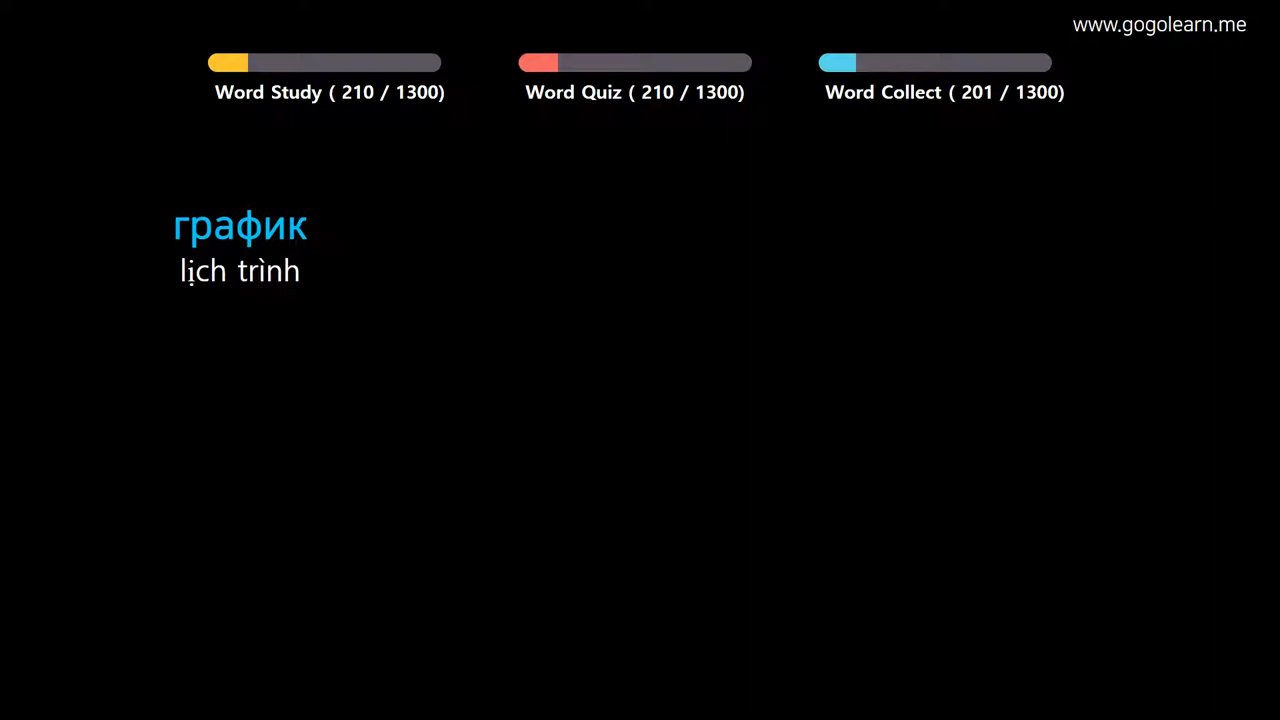 www.gogolearn.me
Word Study ( 210 / 1300)
Word Quiz ( 210 / 1300)
Word Collect ( 201 / 1300)
график
lịch trình